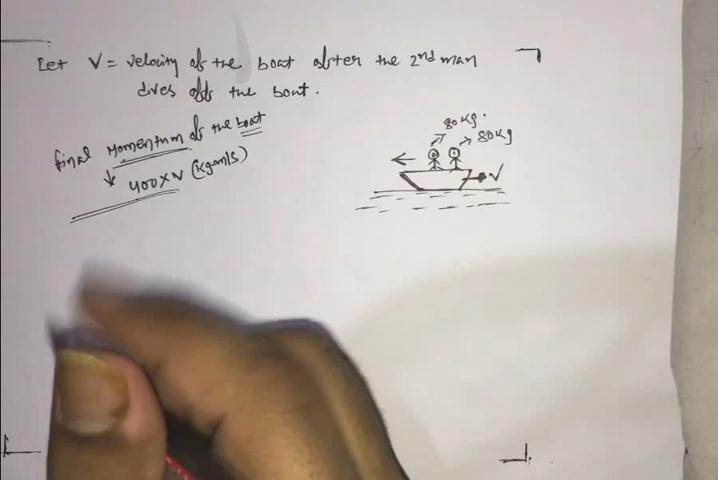 Let V = velocity of the boat after the 2nd man
dives off the boat.
final momentum of the boat
400 x V (kgm/s)
80kg.
80kg
V